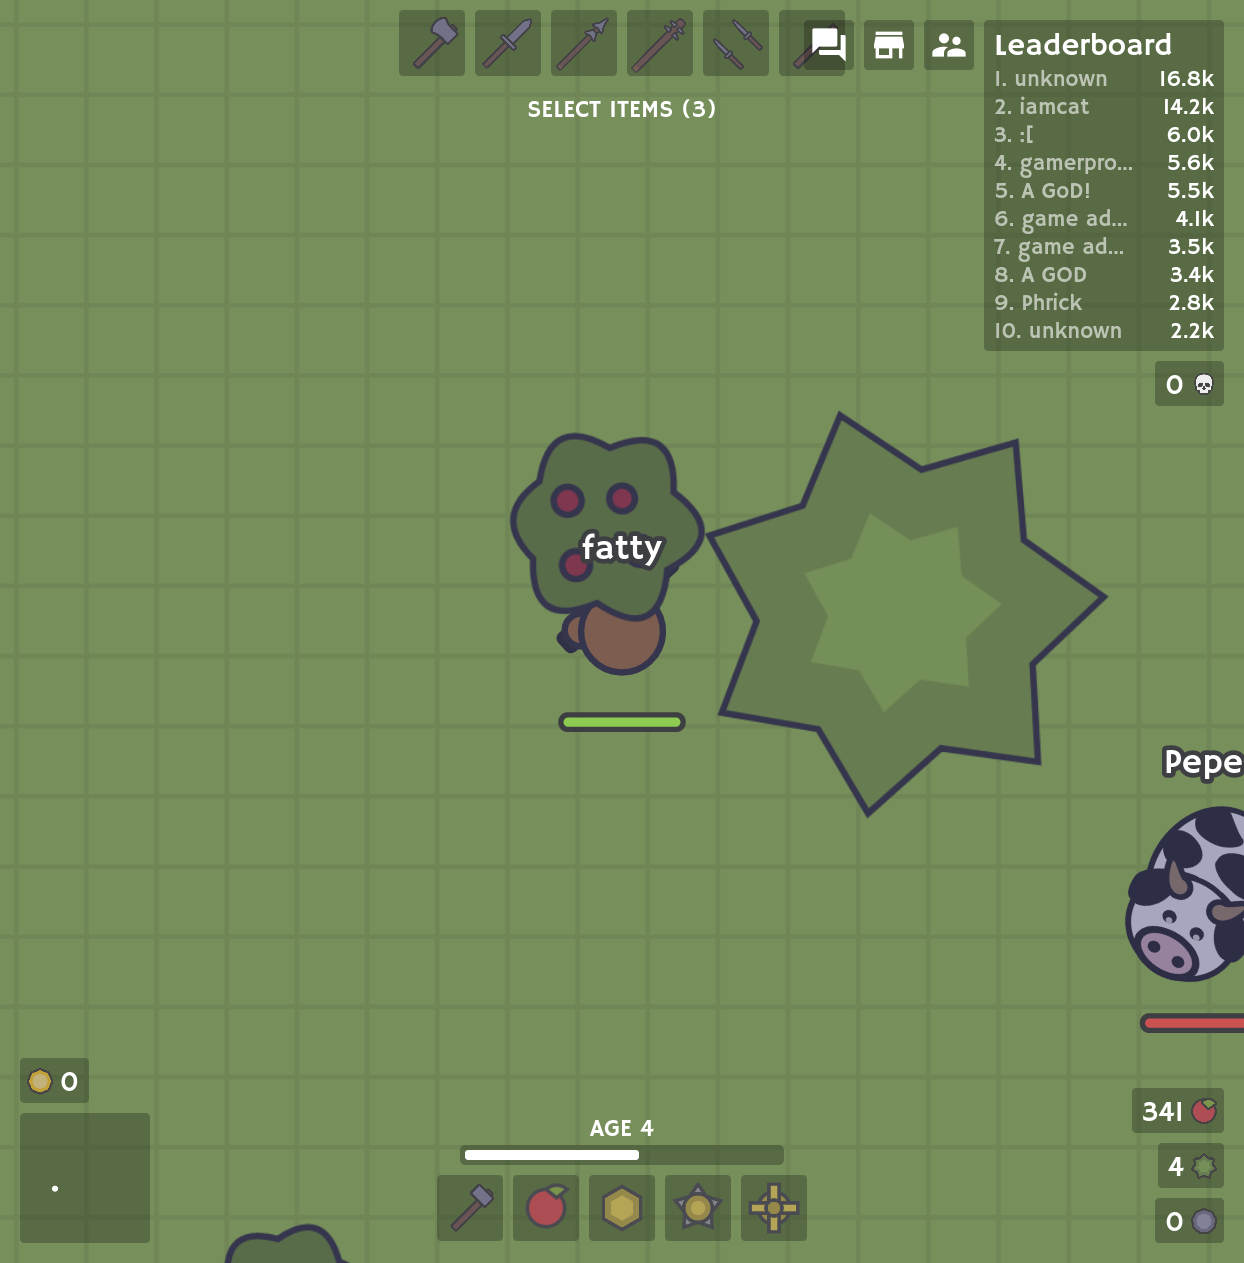 SELECT ITEMS (3)
Leaderboard
1. unknown 16.8k
2. iamcat 14.2k
3. :[ 6.0k
4. gamerpro... 5.6k
5. A GoD! 5.5k
6. game ad... 4.1k
7. game ad... 3.5k
8. A GOD 3.4k
9. Phrick 2.8k
10. unknown 2.2k
0
fatty
Pepe
0
AGE 4
341
4
0